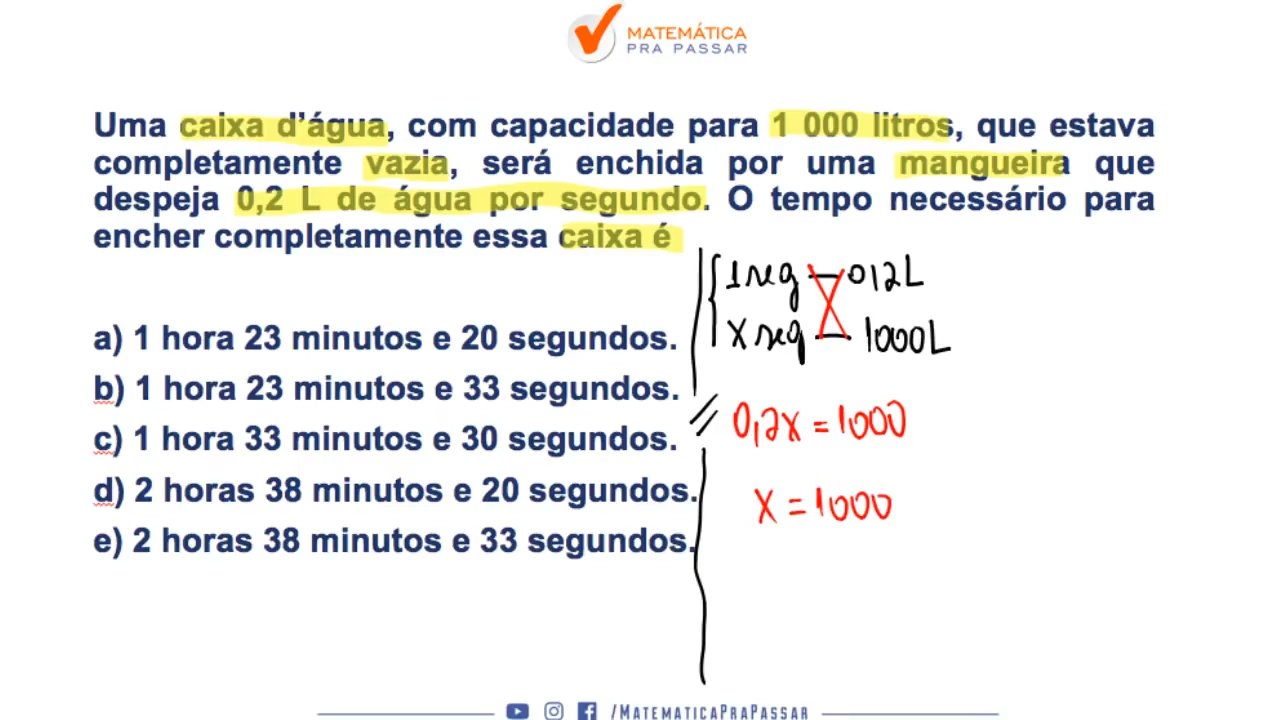 MATEMÁTICA
PRA PASSAR
Uma caixa d'água, com capacidade para 1 000 litros, que estava
completamente vazia, será enchida por uma mangueira que
despeja 0,2 L de água por segundo. O tempo necessário para
encher completamente essa caixa é
a) 1 hora 23 minutos e 20 segundos.
b) 1 hora 23 minutos e 33 segundos.
c) 1 hora 33 minutos e 30 segundos.
d) 2 horas 38 minutos e 20 segundos.
e) 2 horas 38 minutos e 33 segundos.
1 seg — 0,2L
X seg — 1000L
0,2X = 1000
X = 1000
/MATEMATICAPRAPASSAR